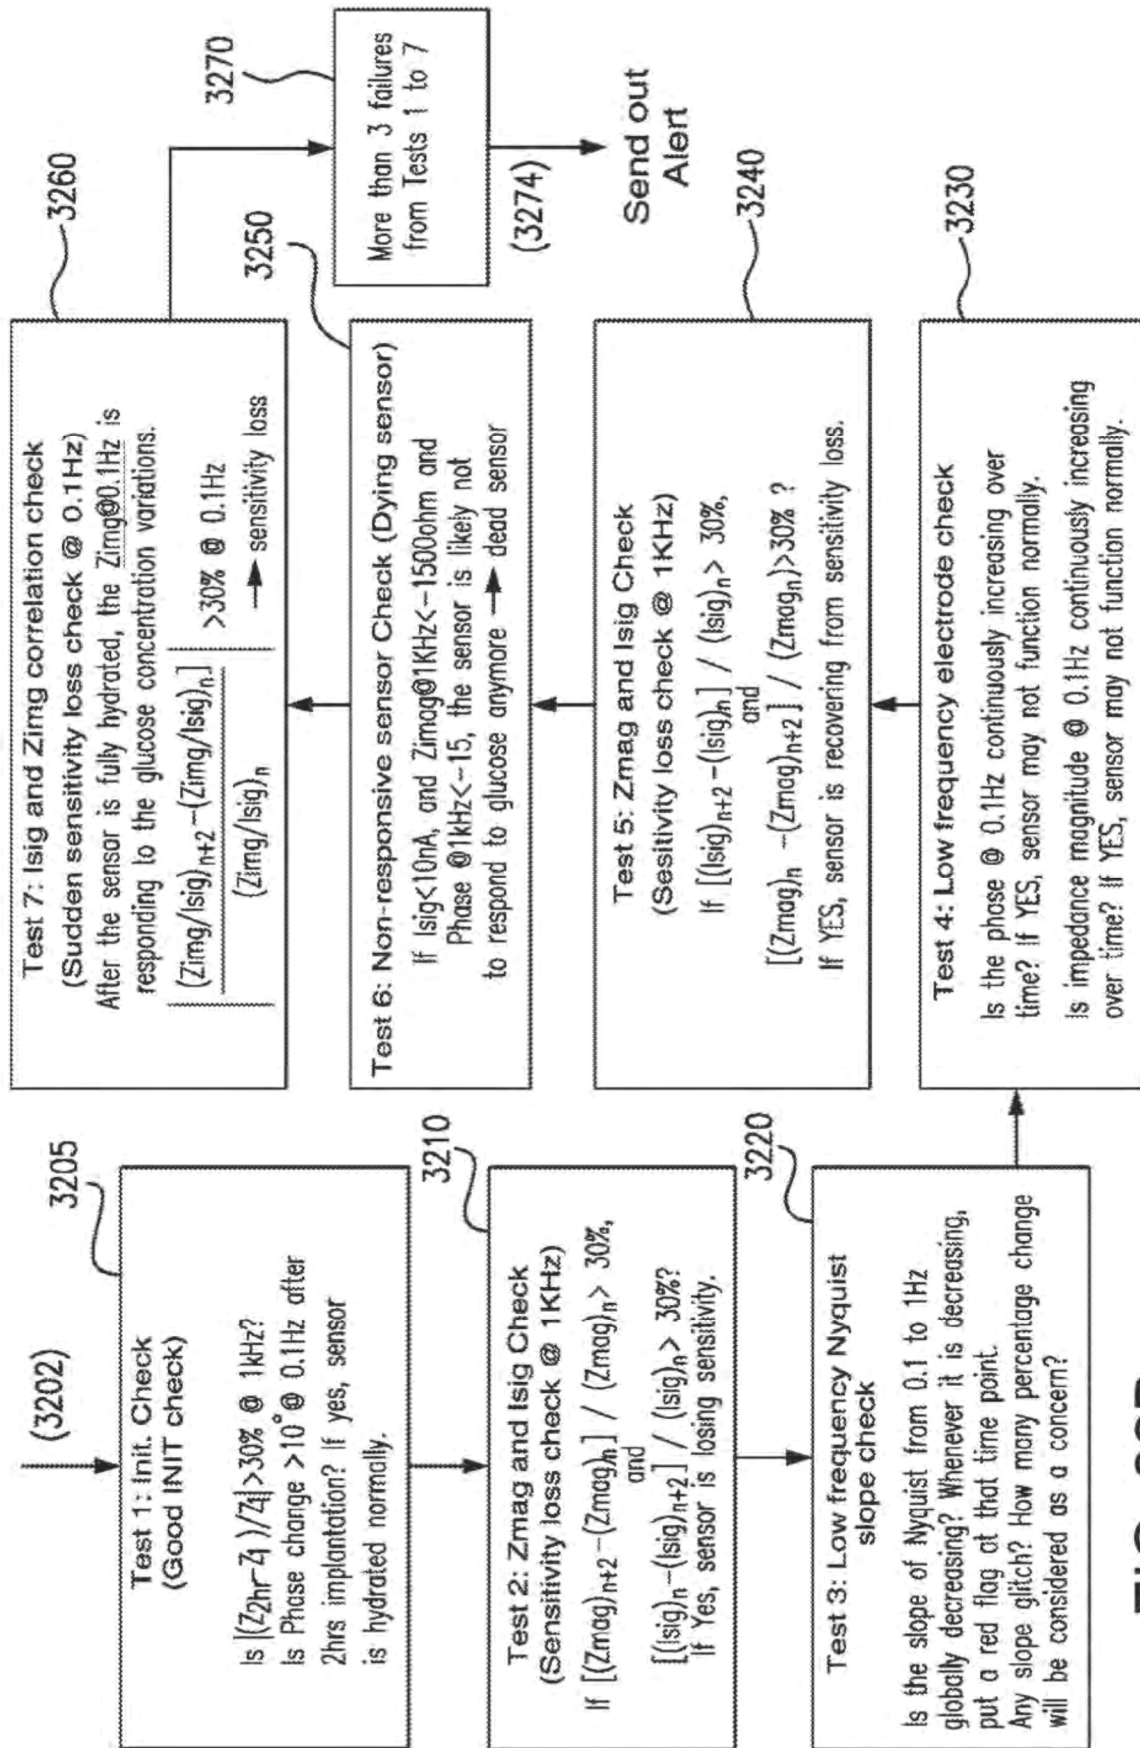 (3202)
3205
Test 1: Init. Check
(Good INIT check)
Is |(Z2hr-Z1)/Z1|>30% @ 1kHz?
Is Phase change >10° @ 0.1Hz after
2hrs implantation? If yes, sensor
is hydrated normally.
3210
Test 2: Zmag and Isig Check
(Sensitivity loss check @ 1KHz)
If [(Zmag)n+2-(Zmag)n] / (Zmag)n> 30%,
and
[(Isig)n-(Isig)n+2] / (Isig)n> 30%?
If Yes, sensor is losing sensitivity.
3220
Test 3: Low frequency Nyquist
slope check
Is the slope of Nyquist from 0.1 to 1Hz
globally decreasing? Whenever it is decreasing,
put a red flag at that time point.
Any slope glitch? How many percentage change
will be considered as a concern?
3230
Test 4: Low frequency electrode check
Is the phase @ 0.1Hz continuously increasing over
time? If YES, sensor may not function normally.
Is impedance magnitude @ 0.1Hz continuously increasing
over time? If YES, sensor may not function normally.
3240
Test 5: Zmag and Isig Check
(Sesitivity loss check @ 1KHz)
If [(Isig)n+2-(Isig)n] / (Isig)n> 30%,
and
[(Zmag)n -(Zmag)n+2] / (Zmag)n)>30% ?
If YES, sensor is recovering from sensitivity loss.
3250
Test 6: Non-responsive sensor Check (Dying sensor)
If Isig<10nA, and Zimag@1KHz<-1500ohm and
Phase @1kHz<-15, the sensor is likely not
to respond to glucose anymore → dead sensor
3260
Test 7: Isig and Zimg correlation check
(Sudden sensitivity loss check @ 0.1Hz)
After the sensor is fully hydrated, the Zimg@0.1Hz is
responding to the glucose concentration variations.
|(Zimg/Isig)n+2-(Zimg/Isig)n.]| >30% @ 0.1Hz
(Zimg/Isig)n → sensitivity loss
3270
More than 3 failures
from Tests 1 to 7
(3274)
Send out
Alert